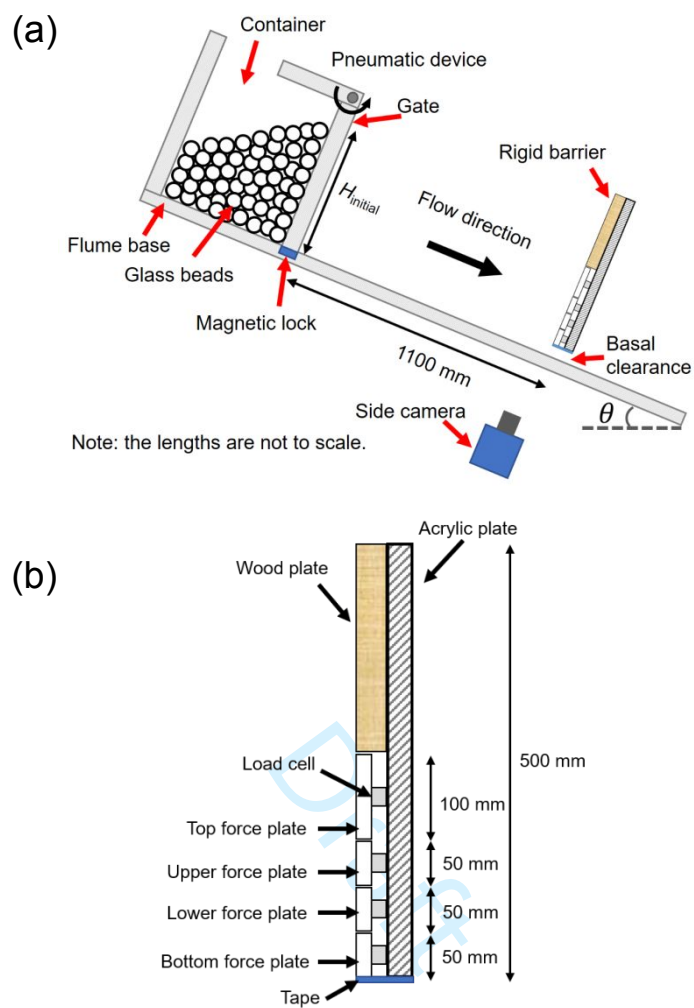 (a)
Container
Pneumatic device
Gate
Rigid barrier
H initial
Flow direction
Flume base
Glass beads
Magnetic lock
1100 mm
Basal
clearance
Side camera
θ
Note: the lengths are not to scale.
(b)
Acrylic plate
Wood plate
Load cell
500 mm
100 mm
Top force plate
50 mm
Upper force plate
50 mm
Lower force plate
50 mm
Bottom force plate
Tape
Draft